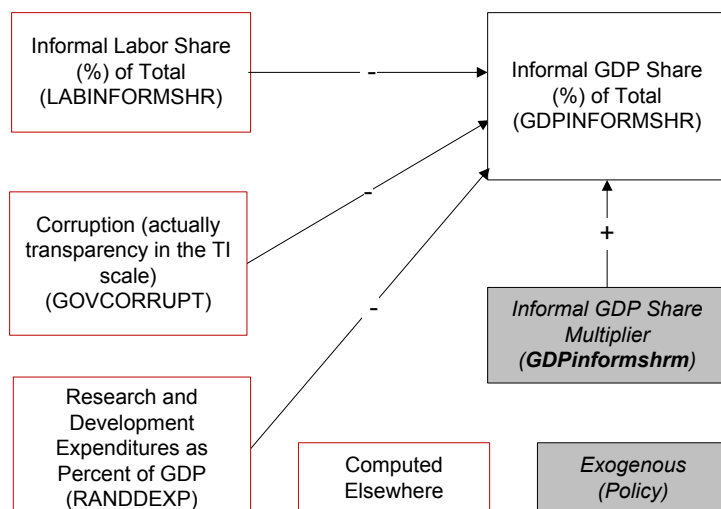 Informal Labor Share
(%) of Total
(LABINFORMSHR)
-
Informal GDP Share
(%) of Total
(GDPINFORMSHR)
Corruption (actually
transparency in the TI
scale)
(GOVCORRUPT)
-
-
+
Informal GDP Share
Multiplier
(GDPinformshrm)
Research and
Development
Expenditures as
Percent of GDP
(RANDDEXP)
Computed
Elsewhere
Exogenous
(Policy)